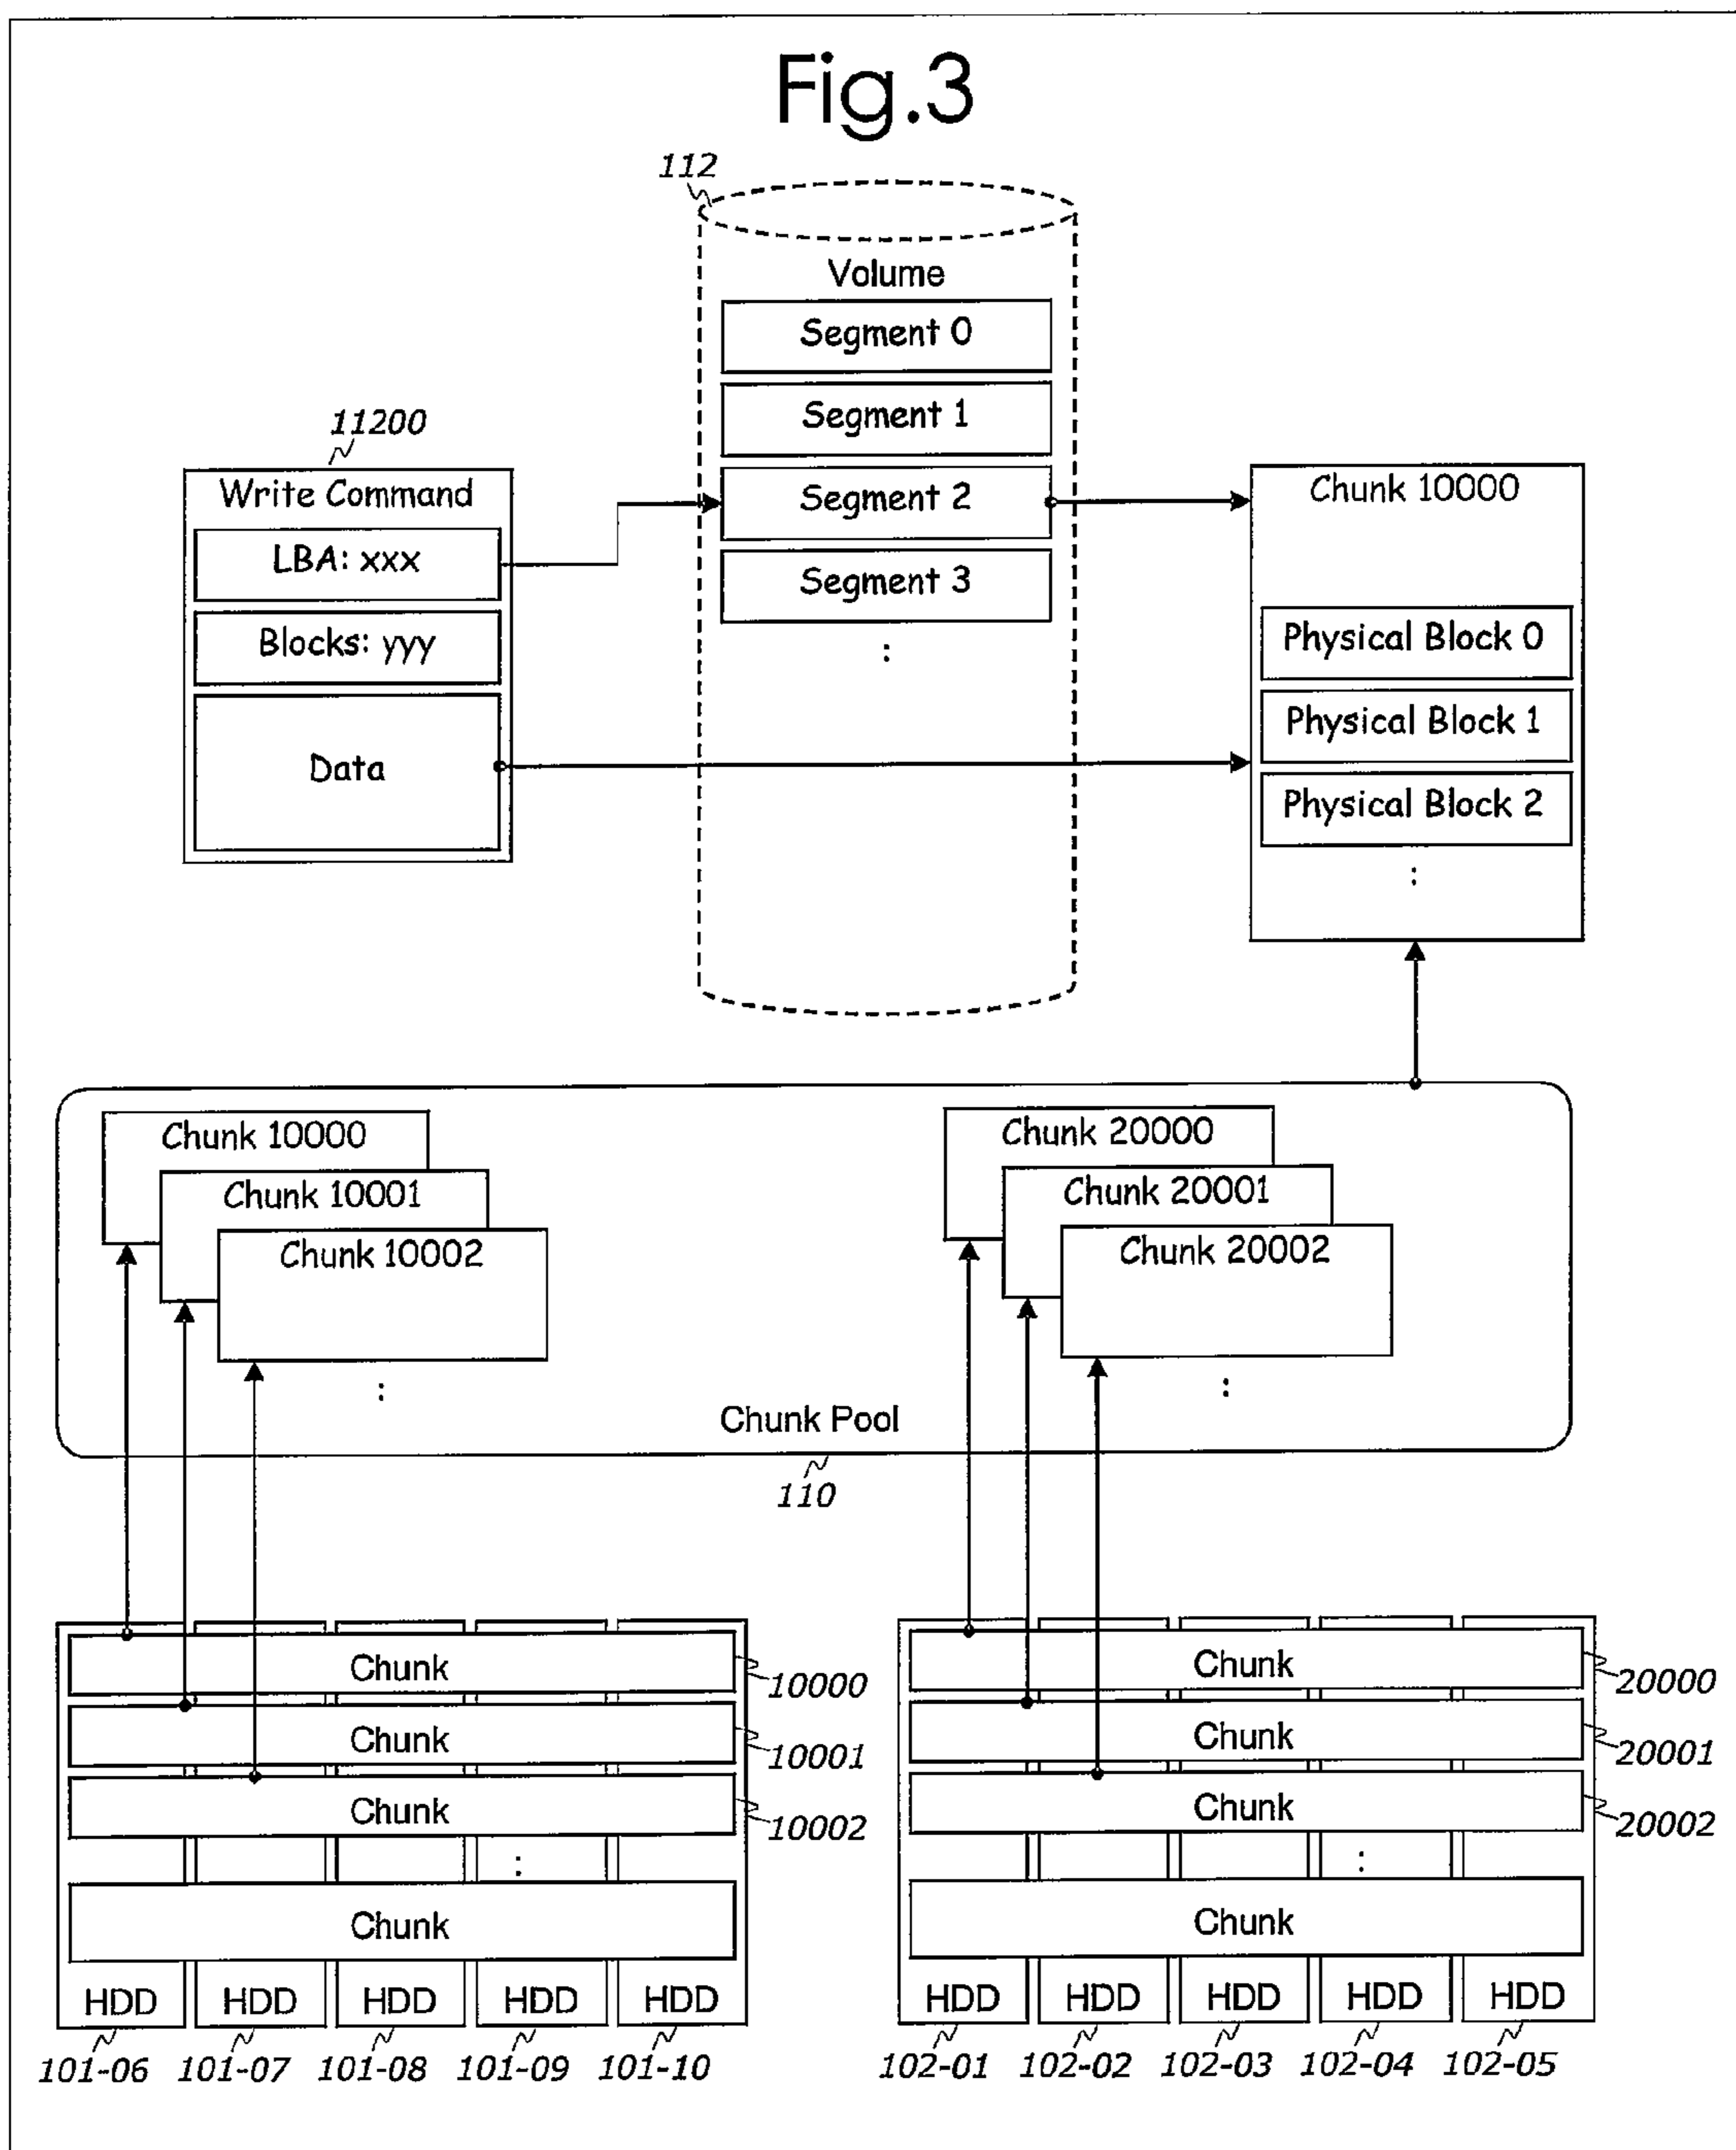 Fig.3
112
Volume
Segment 0
Segment 1
Segment 2
Segment 3
:
11200
Write Command
LBA: xxx
Blocks: yyy
Data
Chunk 10000
Physical Block 0
Physical Block 1
Physical Block 2
:
Chunk 10000
Chunk 10001
Chunk 10002
:
Chunk 20000
Chunk 20001
Chunk 20002
:
Chunk Pool
110
Chunk
10000
Chunk
10001
Chunk
10002
:
Chunk
HDD HDD HDD HDD HDD
101-06 101-07 101-08 101-09 101-10
Chunk
20000
Chunk
20001
Chunk
20002
:
Chunk
HDD HDD HDD HDD HDD
102-01 102-02 102-03 102-04 102-05